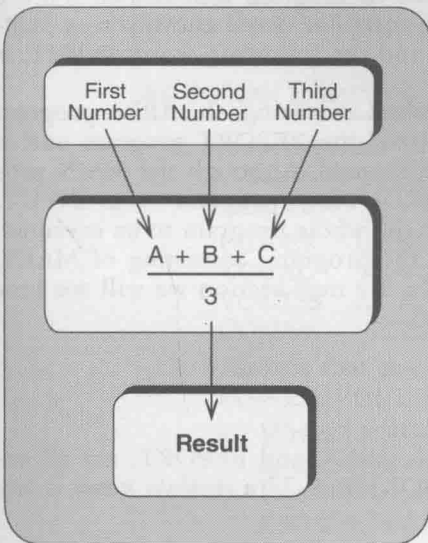 First Second Third
Number Number Number
A + B + C
3
Result